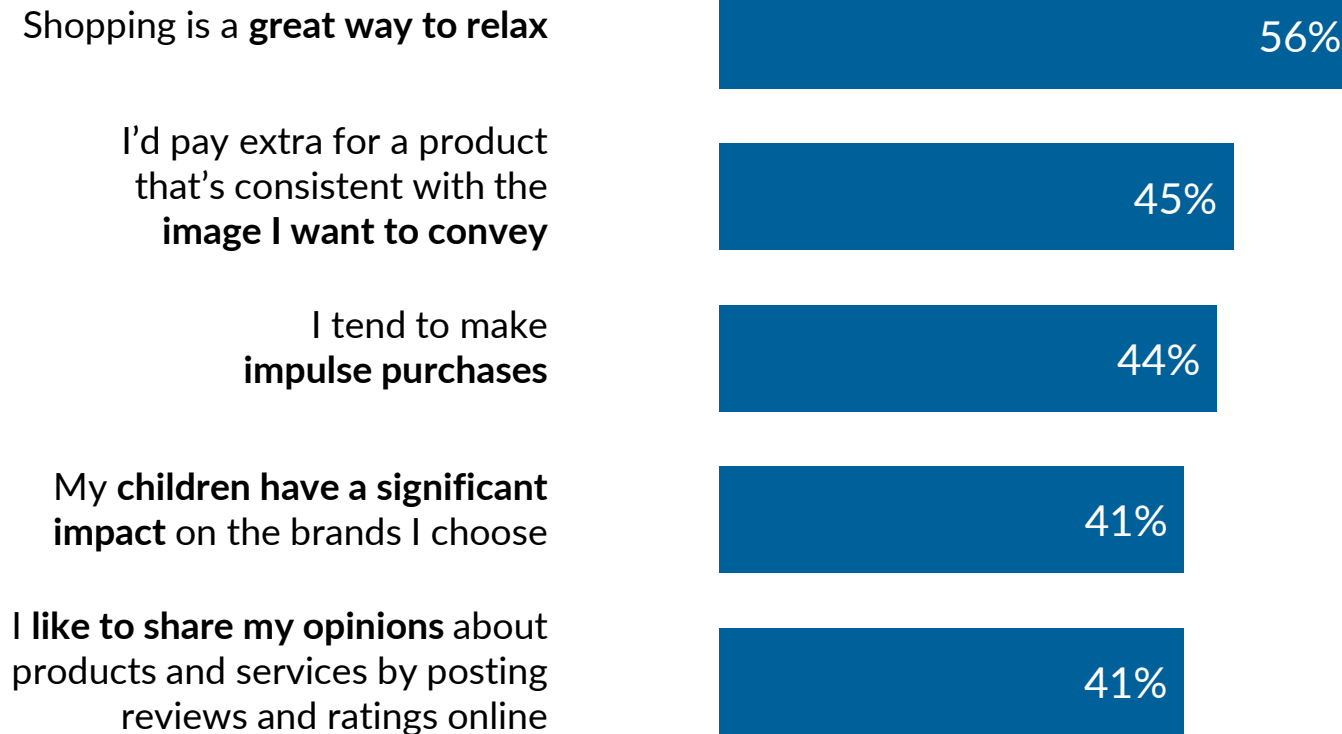 Shopping is a great way to relax
56%
I’d pay extra for a product
that’s consistent with the
image I want to convey
45%
I tend to make
impulse purchases
44%
My children have a significant
impact on the brands I choose
41%
I like to share my opinions about
products and services by posting
reviews and ratings online
41%